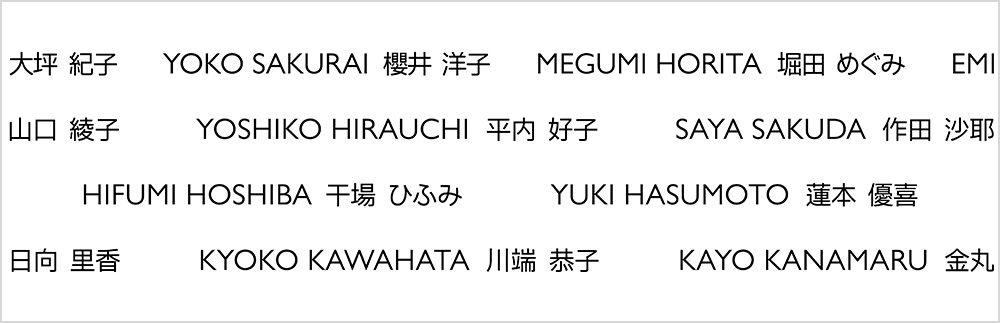 大坪 紀子 YOKO SAKURAI 櫻井 洋子 MEGUMI HORITA 堀田 めぐみ EMI
山口 綾子 YOSHIKO HIRAUCHI 平内 好子 SAYA SAKUDA 作田 沙耶
HIFUMI HOSHIBA 干場 ひふみ YUKI HASUMOTO 蓮本 優喜
日向 里香 KYOKO KAWAHATA 川端 恭子 KAYO KANAMARU 金丸